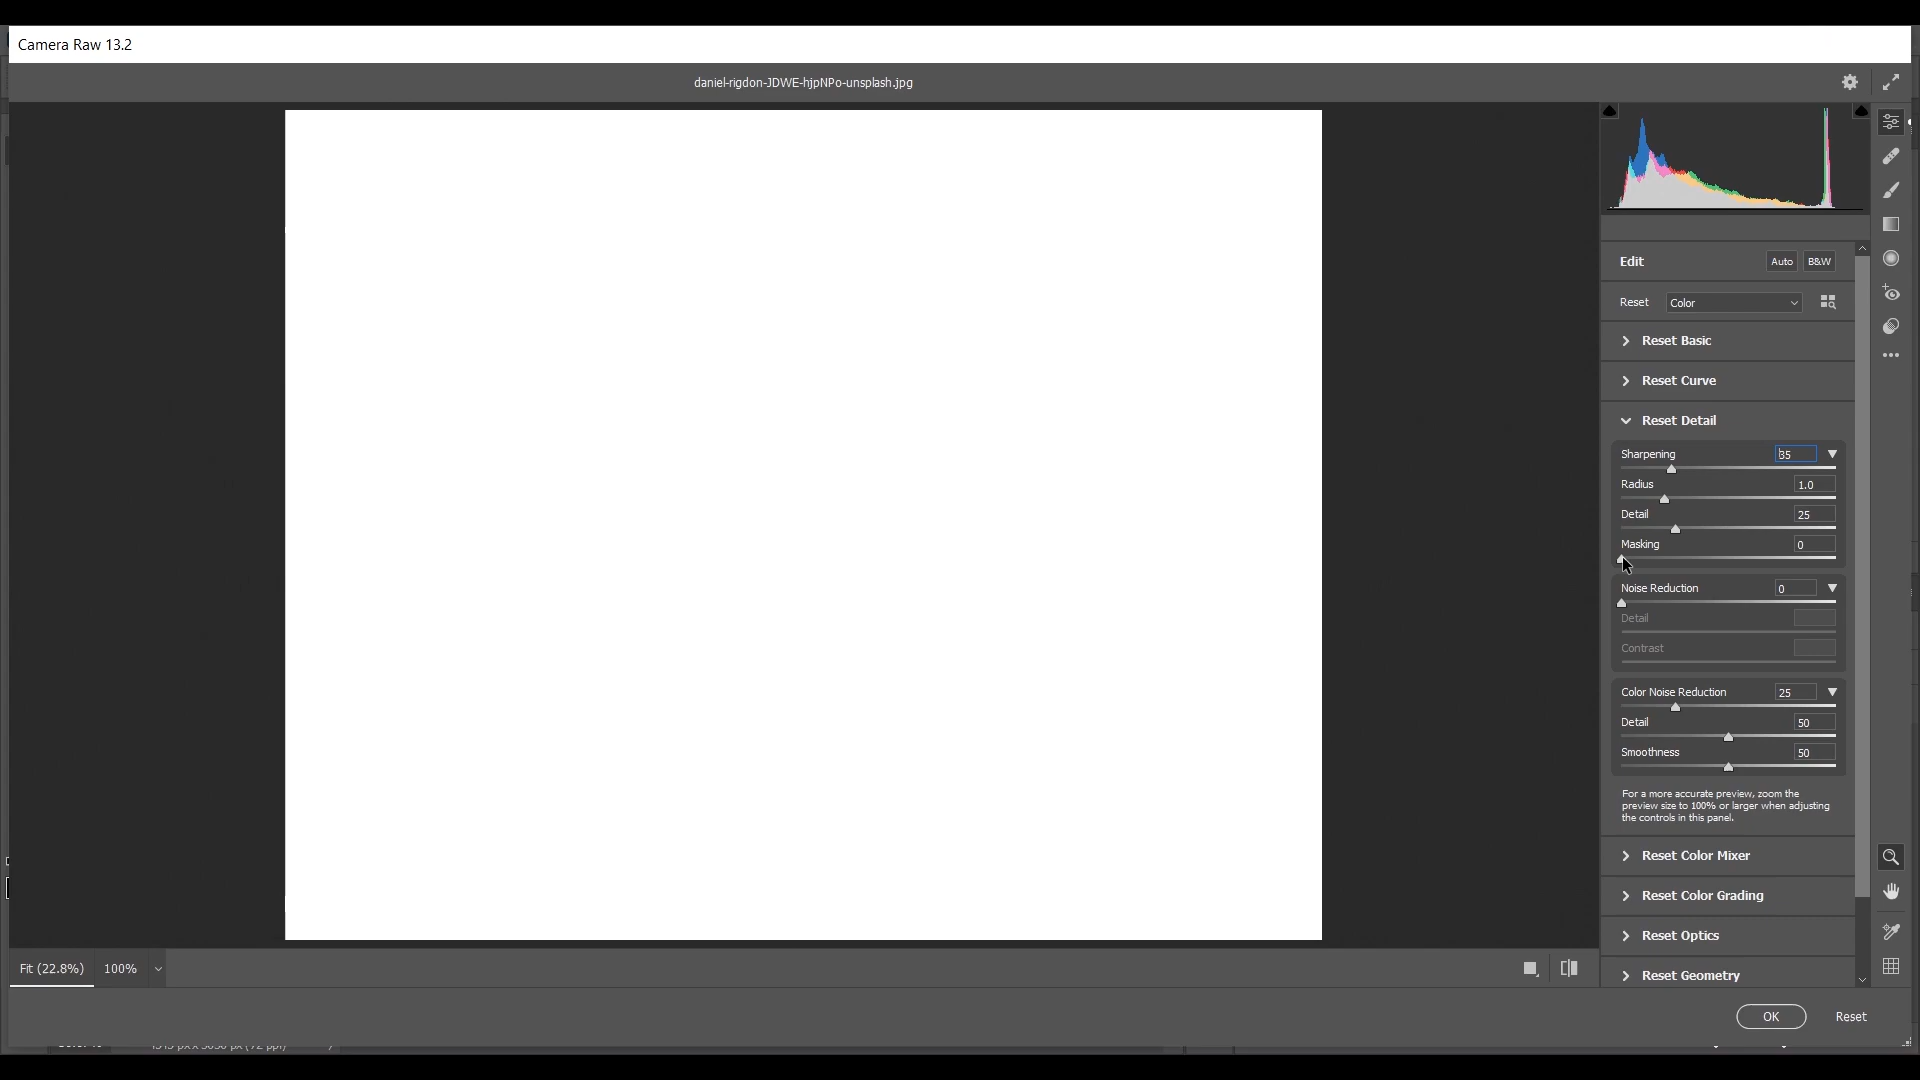 Camera Raw 13.2
daniel-rigdon-JDWE-hjpNPo-unsplash.jpg
Edit
Auto
B&W
Reset
Color
Reset Basic
Reset Curve
Reset Detail
Sharpening
35
Radius
1.0
Detail
25
Masking
0
Noise Reduction
0
Detail
Contrast
Color Noise Reduction
25
Detail
50
Smoothness
50
For a more accurate preview, zoom the
preview size to 100% or larger when adjusting
the controls in this panel.
Reset Color Mixer
Reset Color Grading
Reset Optics
Reset Geometry
Fit (22.8%)
100%
OK
Reset